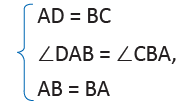 AD = BC
∠DAB = ∠CBA,
AB = BA